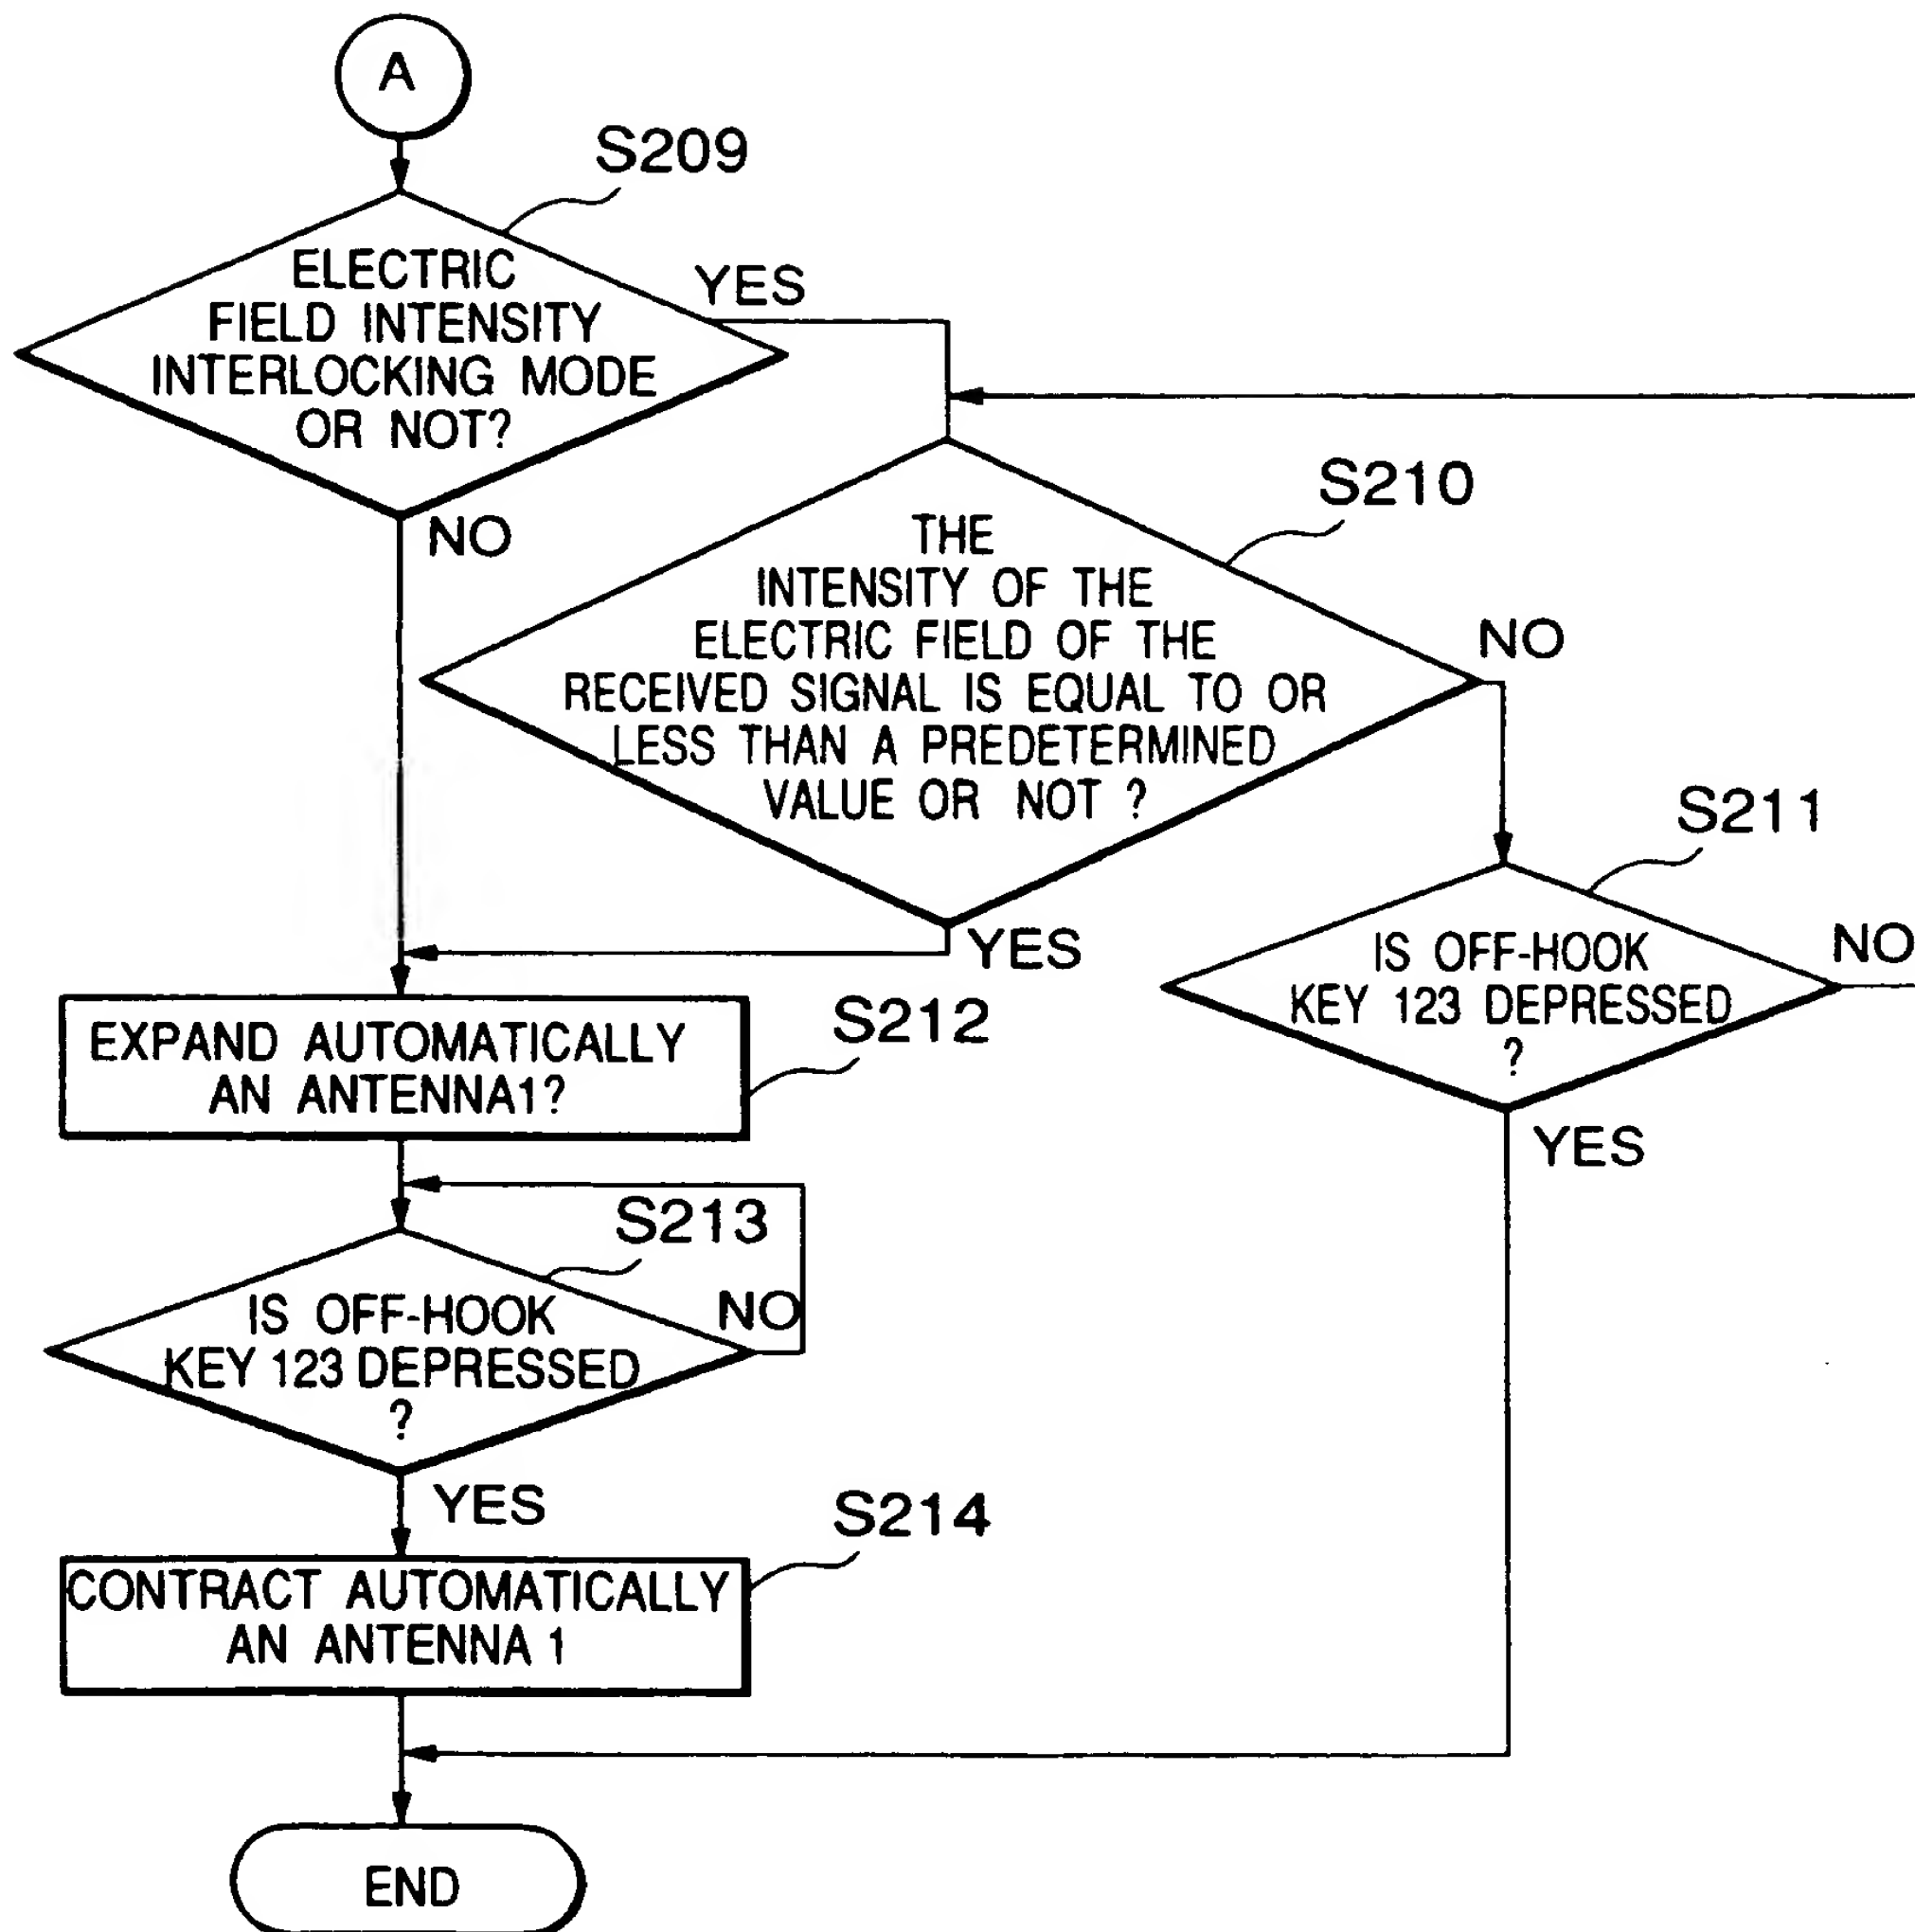 A
S209
ELECTRIC
FIELD INTENSITY
INTERLOCKING MODE
OR NOT?
YES
NO
S210
THE
INTENSITY OF THE
ELECTRIC FIELD OF THE
RECEIVED SIGNAL IS EQUAL TO OR
LESS THAN A PREDETERMINED
VALUE OR NOT ?
NO
YES
S211
IS OFF-HOOK
KEY 123 DEPRESSED
?
NO
YES
S212
EXPAND AUTOMATICALLY
AN ANTENNA1?
S213
IS OFF-HOOK
KEY 123 DEPRESSED
?
NO
YES
S214
CONTRACT AUTOMATICALLY
AN ANTENNA 1
END